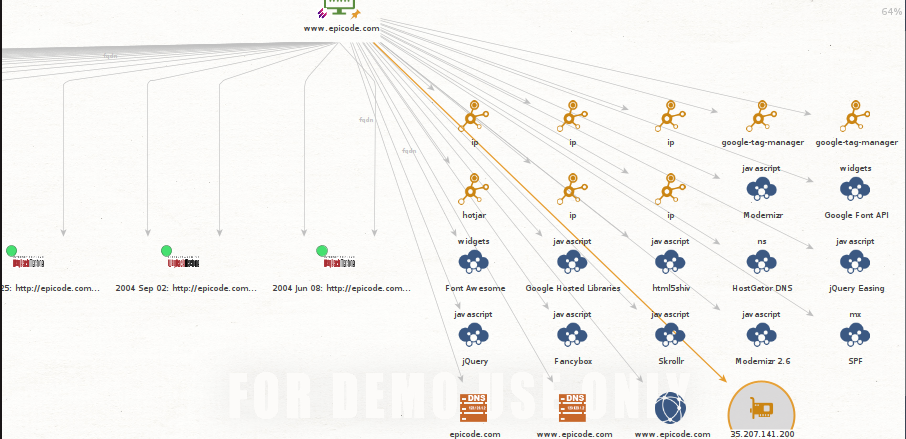 64%
www.epicode.com
fqdn
fqdn
fqdn
ip
ip
ip
google-tag-manager
google-tag-manager
hotjar
ip
ip
javascript
Modernizr
widgets
Google Font API
widgets
Font Awesome
javascript
Google Hosted Libraries
javascript
html5shiv
ns
HostGator DNS
javascript
jQuery Easing
25: http://epicode.com...
2004 Sep 02: http://epicode.com...
2004 Jun 08: http://epicode.com...
javascript
jQuery
javascript
Fancybox
javascript
Skrollr
javascript
Modernizr 2.6
mx
SPF
FOR DEMO USE ONLY
DNS
epicode.com
DNS
www.epicode.com
www.epicode.com
35.207.141.200